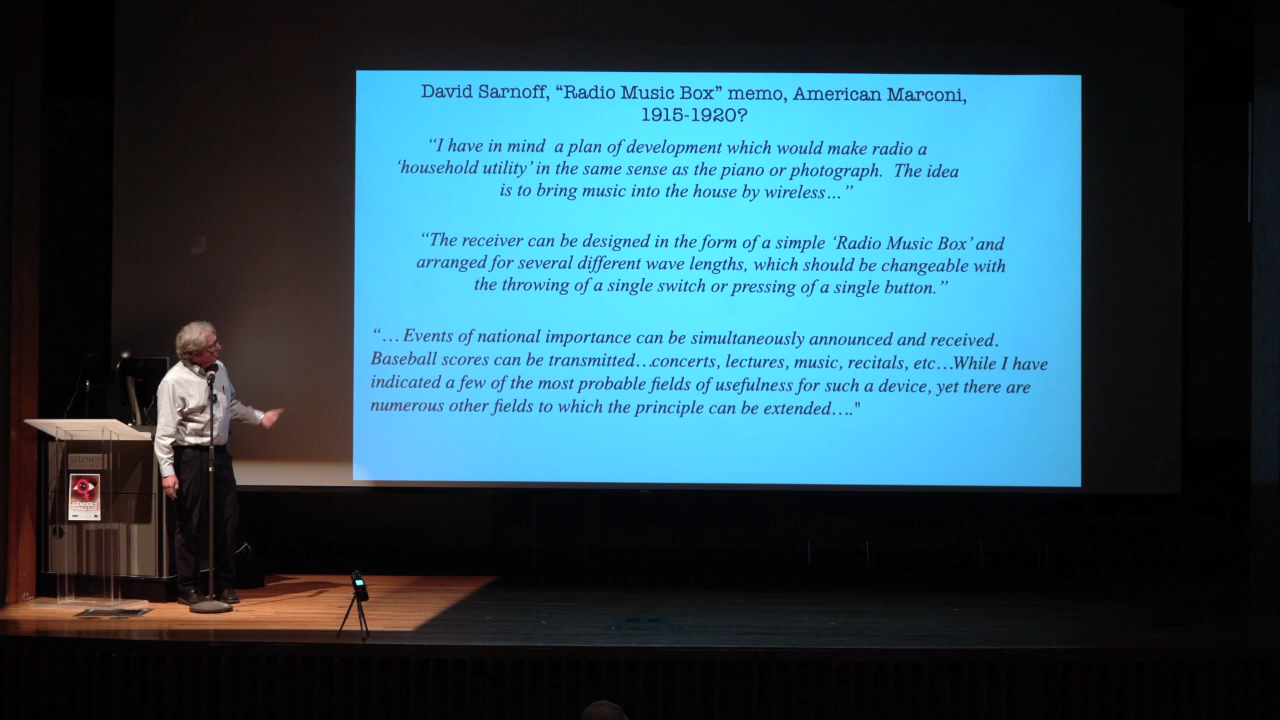 David Sarnoff, “Radio Music Box” memo, American Marconi,
1915-1920?
“I have in mind a plan of development which would make radio a
‘household utility’ in the same sense as the piano or photograph. The idea
is to bring music into the house by wireless…”
“The receiver can be designed in the form of a simple ‘Radio Music Box’ and
arranged for several different wave lengths, which should be changeable with
the throwing of a single switch or pressing of a single button.”
“… Events of national importance can be simultaneously announced and received.
Baseball scores can be transmitted…concerts, lectures, music, recitals, etc…While I have
indicated a few of the most probable fields of usefulness for such a device, yet there are
numerous other fields to which the principle can be extended…."
STEPHENS